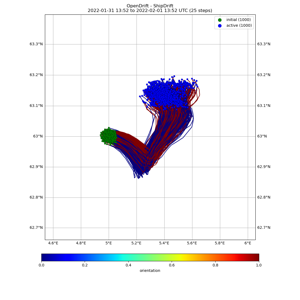 OpenDrift - ShipDrift
2022-01-31 13:52 to 2022-02-01 13:52 UTC (25 steps)
initial (1000)
active (1000)
63.3°N 63.3°N
63.2°N 63.2°N
63.1°N 63.1°N
63°N 63°N
62.9°N 62.9°N
62.8°N 62.8°N
62.7°N 62.7°N
4.6°E 4.8°E 5°E 5.2°E 5.4°E 5.6°E 5.8°E 6°E
0.0 0.2 0.4 0.6 0.8 1.0
orientation